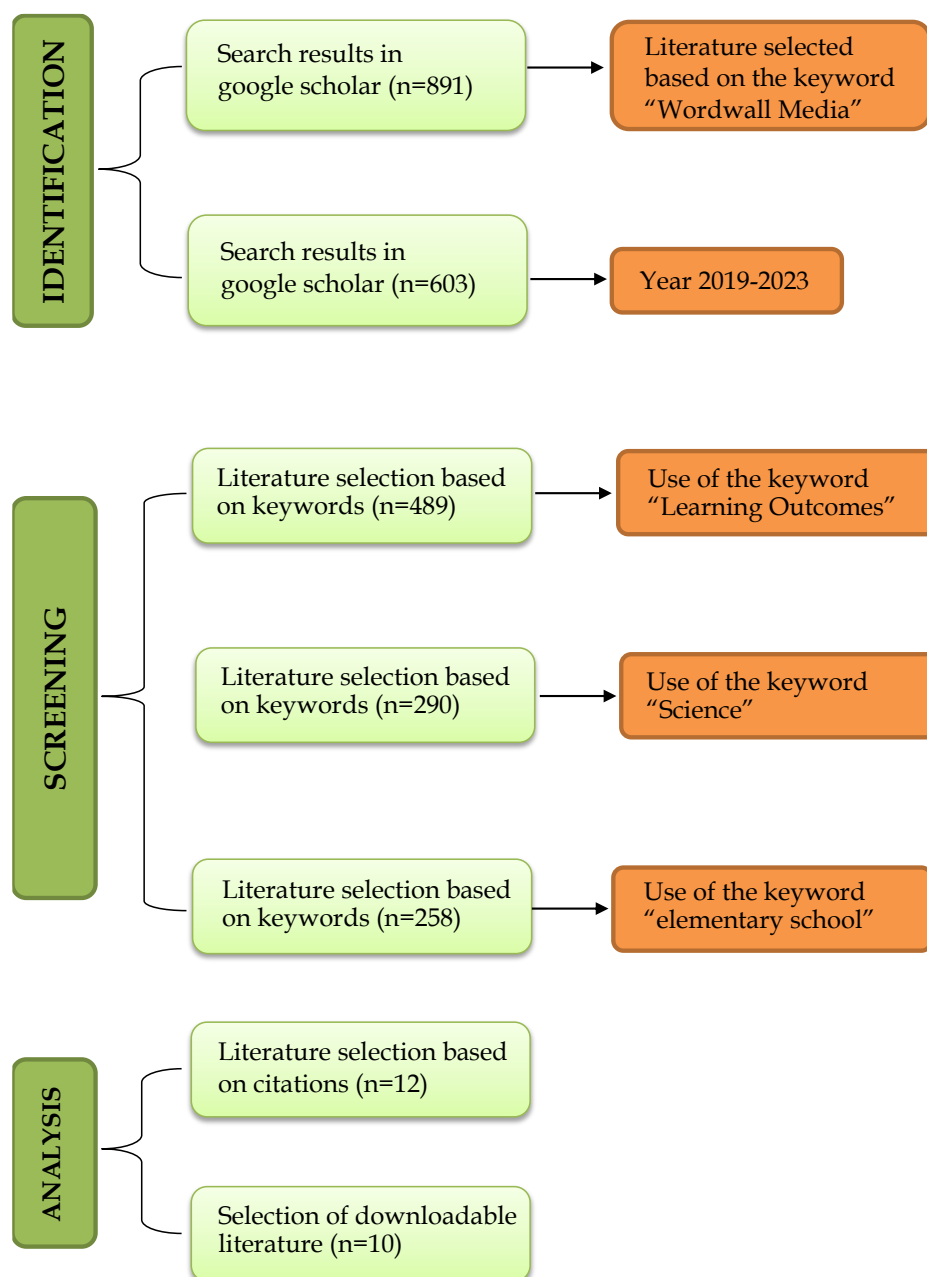 IDENTIFICATION
Search results in
google scholar (n=891)
Literature selected
based on the keyword
“Wordwall Media”
Search results in
google scholar (n=603)
Year 2019-2023
SCREENING
Literature selection based
on keywords (n=489)
Use of the keyword
“Learning Outcomes”
Literature selection based
on keywords (n=290)
Use of the keyword
“Science”
Literature selection based
on keywords (n=258)
Use of the keyword
“elementary school”
ANALYSIS
Literature selection based
on citations (n=12)
Selection of downloadable
literature (n=10)